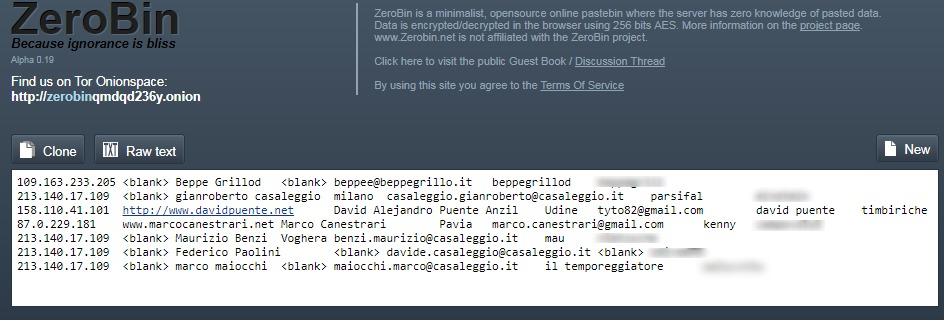 ZeroBin
Because ignorance is bliss
Alpha 0.19
Find us on Tor Onionspace:
http://zerobinqmdqd236y.onion
ZeroBin is a minimalist, opensource online pastebin where the server has zero knowledge of pasted data.
Data is encrypted/decrypted in the browser using 256 bits AES. More information on the project page.
www.Zerobin.net is not affiliated with the ZeroBin project.
Click here to visit the public Guest Book / Discussion Thread
By using this site you agree to the Terms Of Service
Clone TXT Raw text New
109.163.233.205 <blank> Beppe Grillod <blank> beppee@beppegrillo.it beppegrillod
213.140.17.109 <blank> gianroberto casaleggio milano casaleggio.gianroberto@casaleggio.it parsifal
158.110.41.101 http://www.davidpuente.net David Alejandro Puente Anzil Udine tyto82@gmail.com david puente timbiriche
87.0.229.181 www.marcocanestrari.net Marco Canestrari Pavia marco.canestrari@gmail.com kenny
213.140.17.109 <blank> Maurizio Benzi Voghera benzi.maurizio@casaleggio.it mau
213.140.17.109 <blank> Federico Paolini <blank> davide.casaleggio@casaleggio.it <blank>
213.140.17.109 <blank> marco maiocchi <blank> maiocchi.marco@casaleggio.it il temporeggiatore